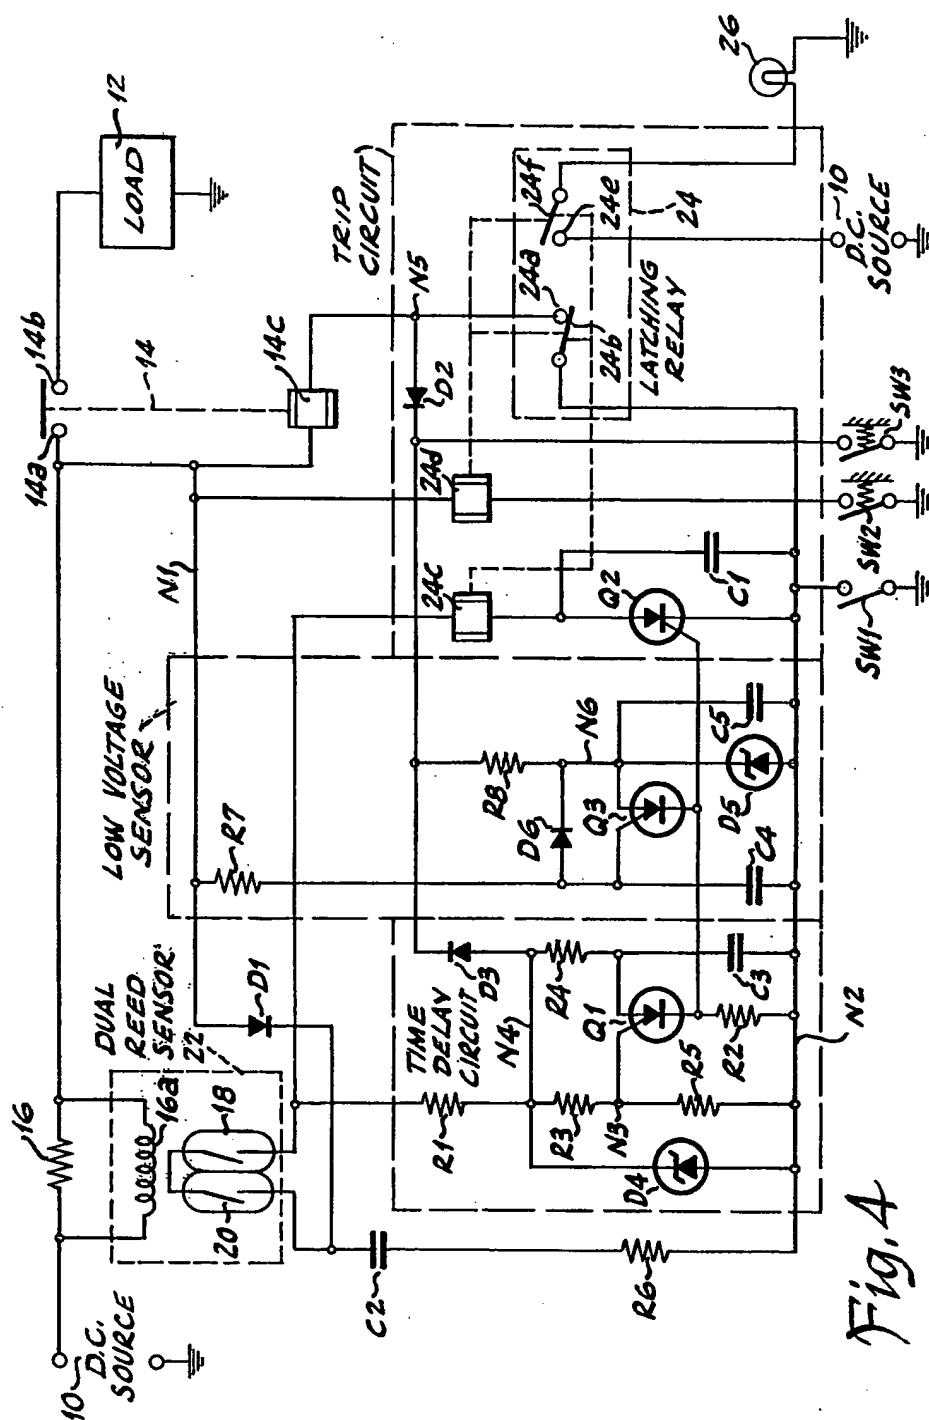 10
D.C.
SOURCE
16
DUAL
REED
SENSOR
22
16a
18
20
C2
R6
D1
N1
R7
LOW VOLTAGE
SENSOR
14a
14b
14
14c
LOAD
12
TIME
DELAY
CIRCUIT
R1
N4
D3
R4
R3
N3
Q1
R5
R2
D4
C3
N2
R8
D6
N6
Q3
D5
C4
C5
TRIP
CIRCUIT
N5
D2
24c
24d
Q2
C1
24a
24b
24f
24e
24
LATCHING
RELAY
SW1
SW2
SW3
10
D.C.
SOURCE
26
Fig. 4